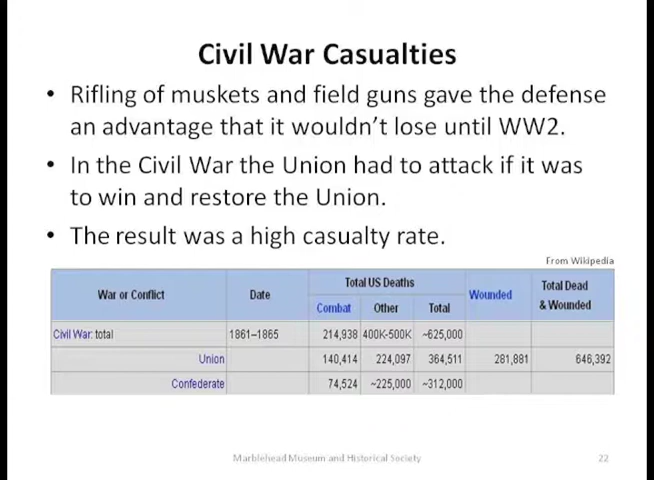 Civil War Casualties
• Rifling of muskets and field guns gave the defense
an advantage that it wouldn't lose until WW2.
• In the Civil War the Union had to attack if it was
to win and restore the Union.
• The result was a high casualty rate.
From Wikipedia
War or Conflict Date Total US Deaths Wounded Total Dead
& Wounded
Combat Other Total
Civil War: total 1861–1865 214,938 400K-500K ~625,000
Union 140,414 224,097 364,511 281,881 646,392
Confederate 74,524 ~225,000 ~312,000
Marblehead Museum and Historical Society 22